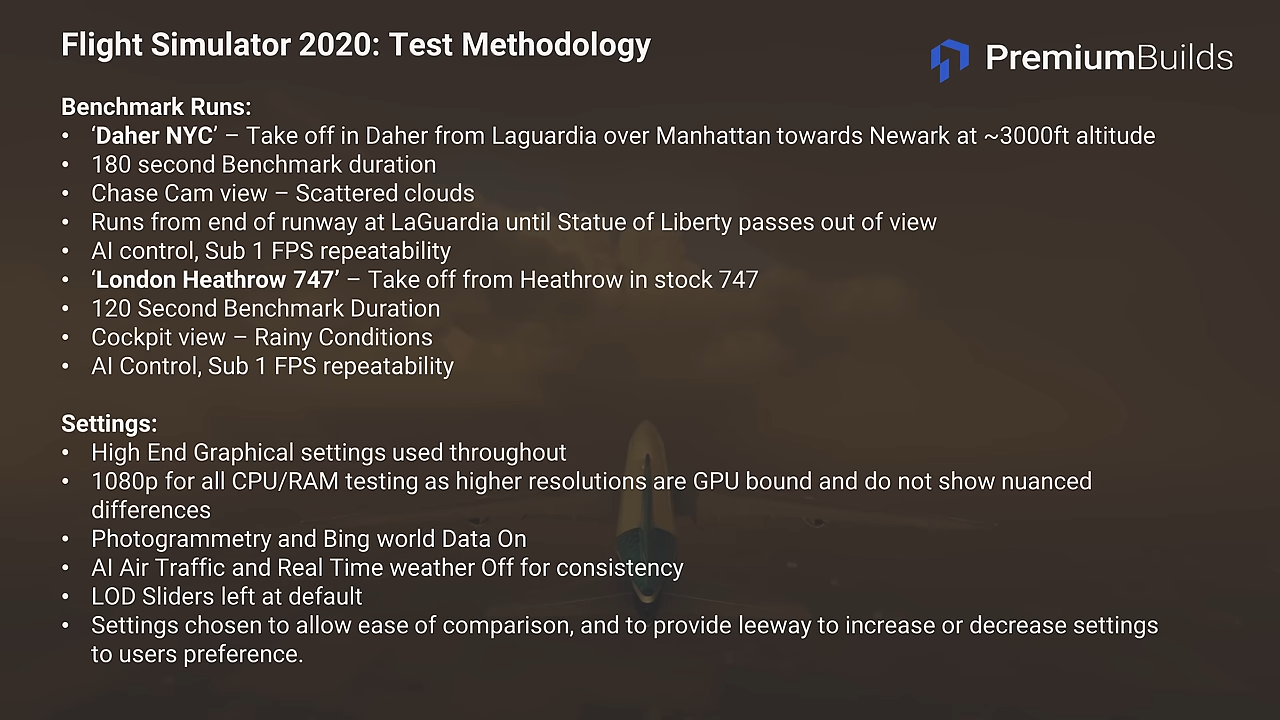 Flight Simulator 2020: Test Methodology
PremiumBuilds
Benchmark Runs:
• ‘Daher NYC’ – Take off in Daher from Laguardia over Manhattan towards Newark at ~3000ft altitude
• 180 second Benchmark duration
• Chase Cam view – Scattered clouds
• Runs from end of runway at LaGuardia until Statue of Liberty passes out of view
• AI control, Sub 1 FPS repeatability
• ‘London Heathrow 747’ – Take off from Heathrow in stock 747
• 120 Second Benchmark Duration
• Cockpit view – Rainy Conditions
• AI Control, Sub 1 FPS repeatability
Settings:
• High End Graphical settings used throughout
• 1080p for all CPU/RAM testing as higher resolutions are GPU bound and do not show nuanced
differences
• Photogrammetry and Bing world Data On
• AI Air Traffic and Real Time weather Off for consistency
• LOD Sliders left at default
• Settings chosen to allow ease of comparison, and to provide leeway to increase or decrease settings
to users preference.